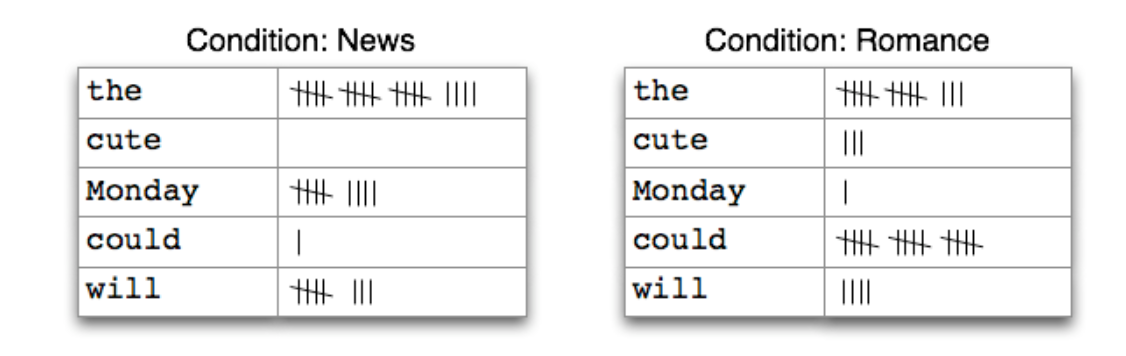 Condition: News
the
cute
Monday
could
will
Condition: Romance
the
cute
Monday
could
will